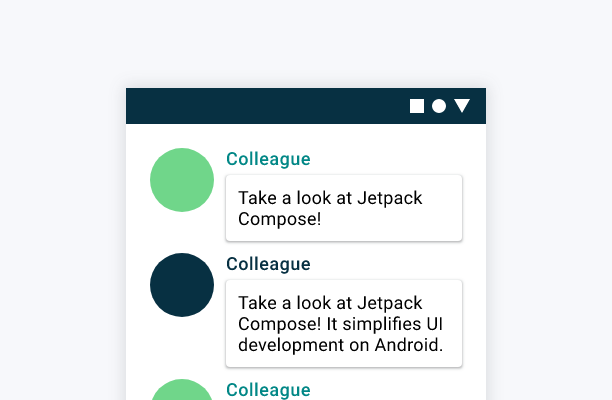 Colleague
Take a look at Jetpack
Compose!
Colleague
Take a look at Jetpack
Compose! It simplifies UI
development on Android.
Colleague